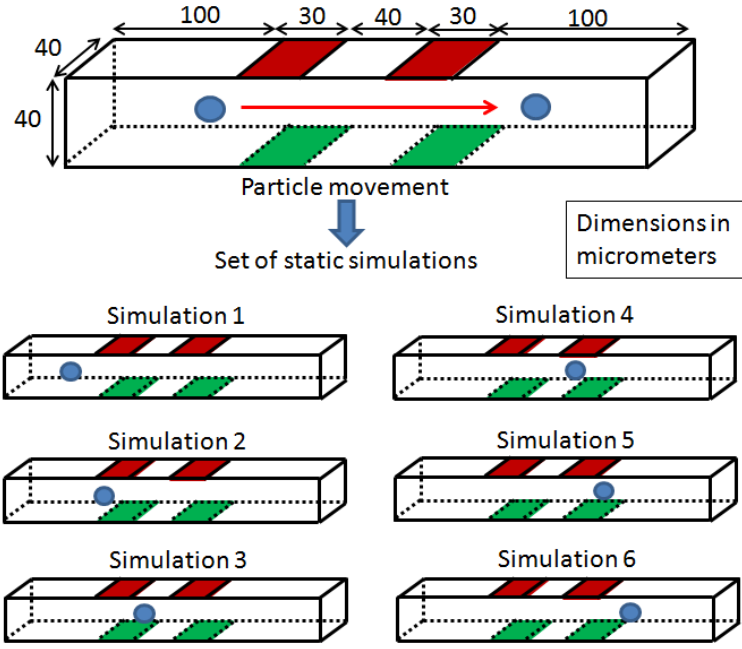 100 30 40 30 100
40
40
Particle movement
Set of static simulations
Dimensions in
micrometers
Simulation 1
Simulation 4
Simulation 2
Simulation 5
Simulation 3
Simulation 6